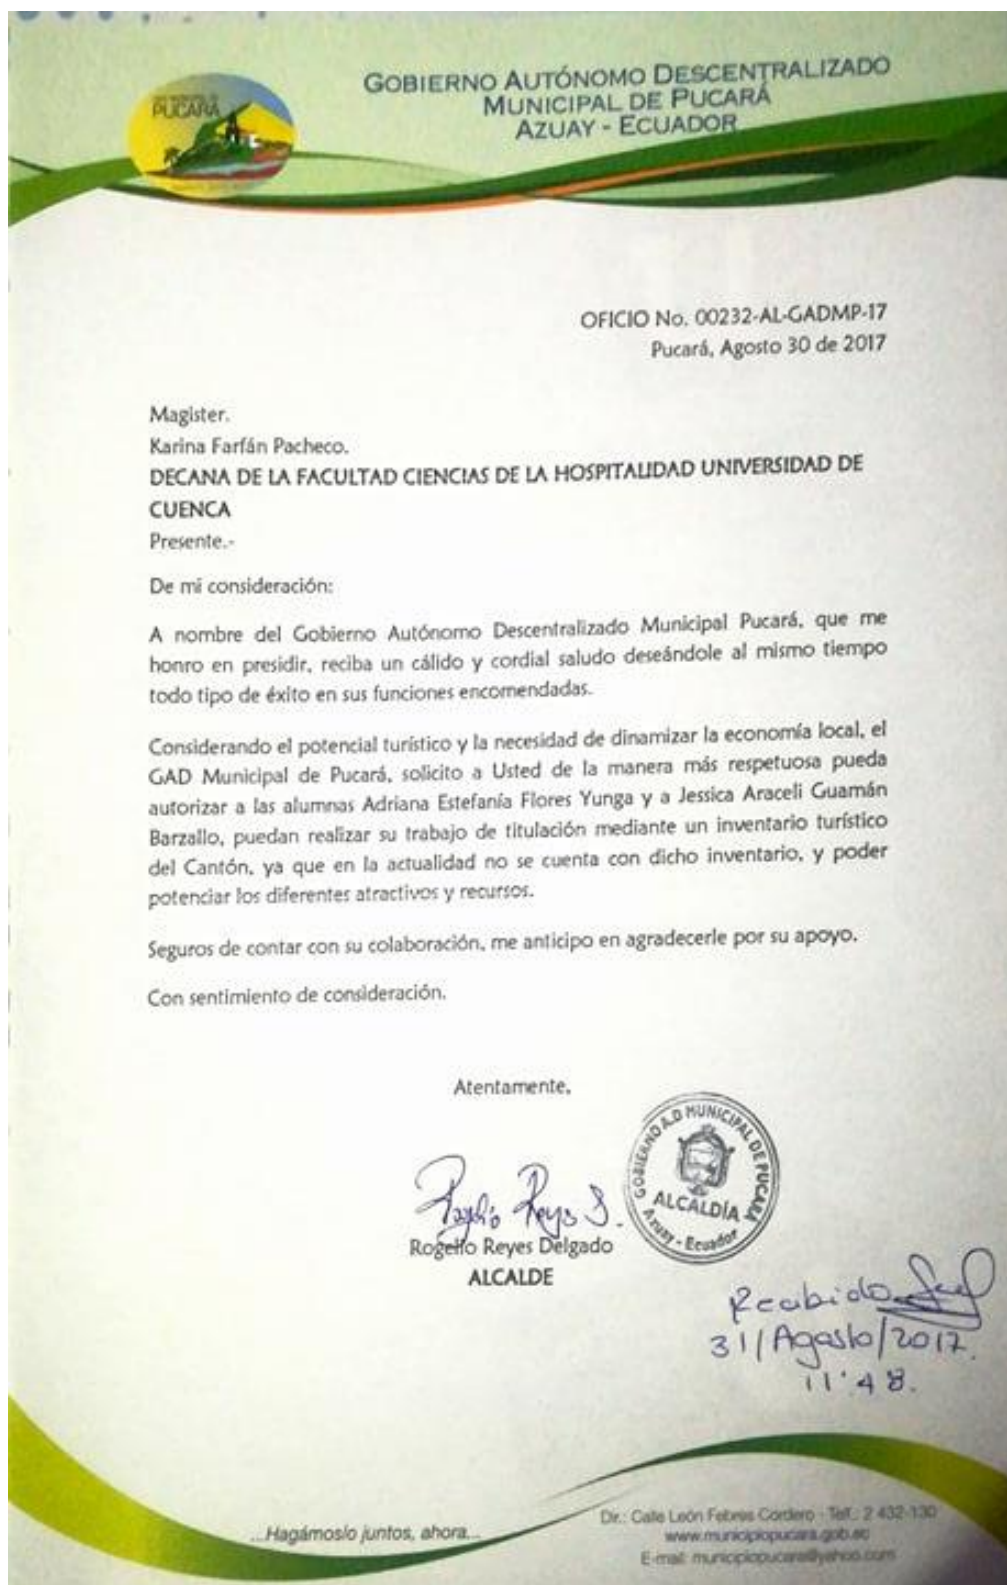 PUCARÁ
GOBIERNO AUTÓNOMO DESCENTRALIZADO
MUNICIPAL DE PUCARÁ
AZUAY - ECUADOR
OFICIO No. 00232-AL-GADMP-17
Pucará, Agosto 30 de 2017
Magister.
Karina Farfán Pacheco.
DECANA DE LA FACULTAD CIENCIAS DE LA HOSPITALIDAD UNIVERSIDAD DE
CUENCA
Presente.-
De mi consideración:
A nombre del Gobierno Autónomo Descentralizado Municipal Pucará, que me
honro en presidir, reciba un cálido y cordial saludo deseándole al mismo tiempo
todo tipo de éxito en sus funciones encomendadas.
Considerando el potencial turístico y la necesidad de dinamizar la economía local, el
GAD Municipal de Pucará, solicito a Usted de la manera más respetuosa pueda
autorizar a las alumnas Adriana Estefanía Flores Yunga y a Jessica Araceli Guamán
Barzallo, puedan realizar su trabajo de titulación mediante un inventario turístico
del Cantón, ya que en la actualidad no se cuenta con dicho inventario, y poder
potenciar los diferentes atractivos y recursos.
Seguros de contar con su colaboración, me anticipo en agradecerle por su apoyo.
Con sentimiento de consideración.
Atentamente,
GOBIERNO A.D MUNICIPAL DE PUCARÁ
ALCALDÍA
Azuay - Ecuador
Rogelio Reyes D.
Rogelio Reyes Delgado
ALCALDE
Recibido
31/Agosto/2017.
11:48.
...Hagámoslo juntos, ahora...
Dir.: Calle León Febres Cordero - Telf.: 2 432-130
www.municipiopucara.gob.ec
E-mail: municipiopucara@yahoo.com